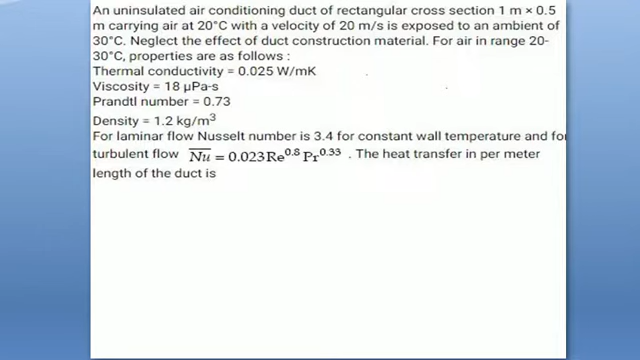 An uninsulated air conditioning duct of rectangular cross section 1 m × 0.5
m carrying air at 20°C with a velocity of 20 m/s is exposed to an ambient of
30°C. Neglect the effect of duct construction material. For air in range 20-
30°C, properties are as follows :
Thermal conductivity = 0.025 W/mK
Viscosity = 18 μPa-s
Prandtl number = 0.73
Density = 1.2 kg/m³
For laminar flow Nusselt number is 3.4 for constant wall temperature and for
turbulent flow N̅u̅ = 0.023Re⁰·⁸Pr⁰·³³ . The heat transfer in per meter
length of the duct is